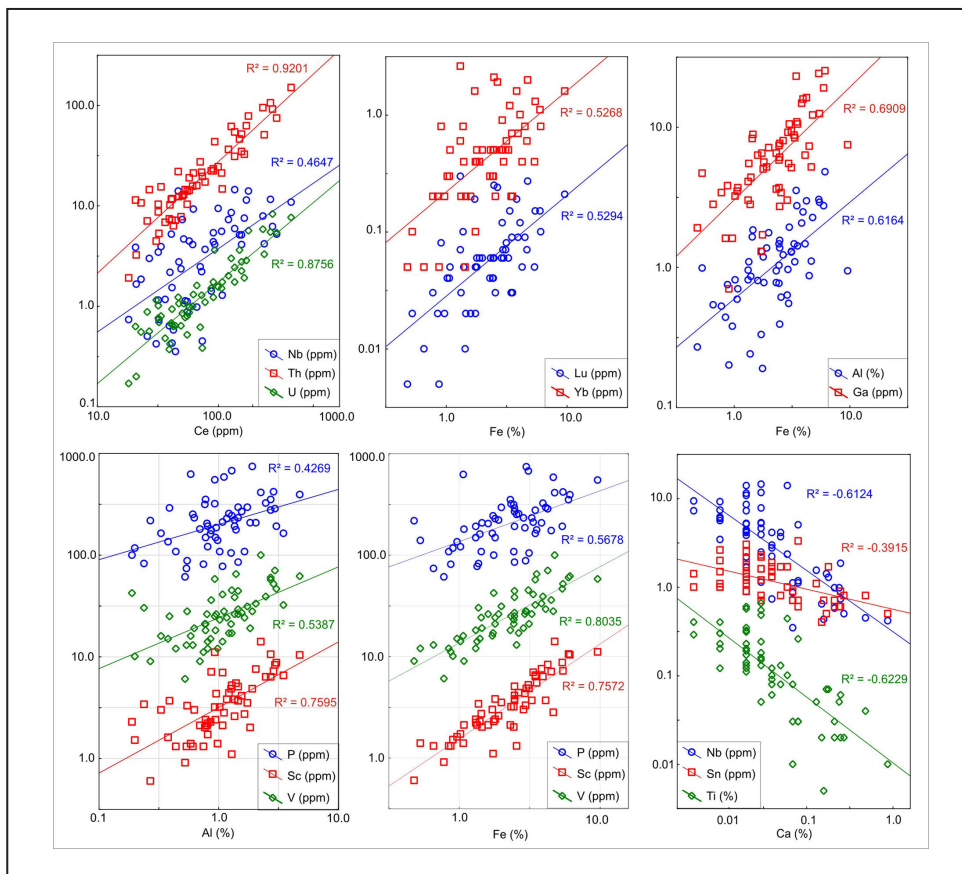 R² = 0.9201
R² = 0.4647
R² = 0.8756
100.0
10.0
1.0
0.1
Nb (ppm)
Th (ppm)
U (ppm)
10.0 100.0 1000.0
Ce (ppm)
R² = 0.5268
R² = 0.5294
1.0
0.1
0.01
Lu (ppm)
Yb (ppm)
1.0 10.0
Fe (%)
R² = 0.6909
R² = 0.6164
10.0
1.0
0.1
Al (%)
Ga (ppm)
1.0 10.0
Fe (%)
1000.0
R² = 0.4269
100.0
R² = 0.5387
10.0
R² = 0.7595
1.0
P (ppm)
Sc (ppm)
V (ppm)
0.1 1.0 10.0
Al (%)
1000.0
R² = 0.5678
100.0
R² = 0.8035
10.0
R² = 0.7572
1.0
P (ppm)
Sc (ppm)
V (ppm)
1.0 10.0
Fe (%)
R² = -0.6124
10.0
R² = -0.3915
1.0
R² = -0.6229
0.1
0.01
Nb (ppm)
Sn (ppm)
Ti (%)
0.01 0.1 1.0
Ca (%)